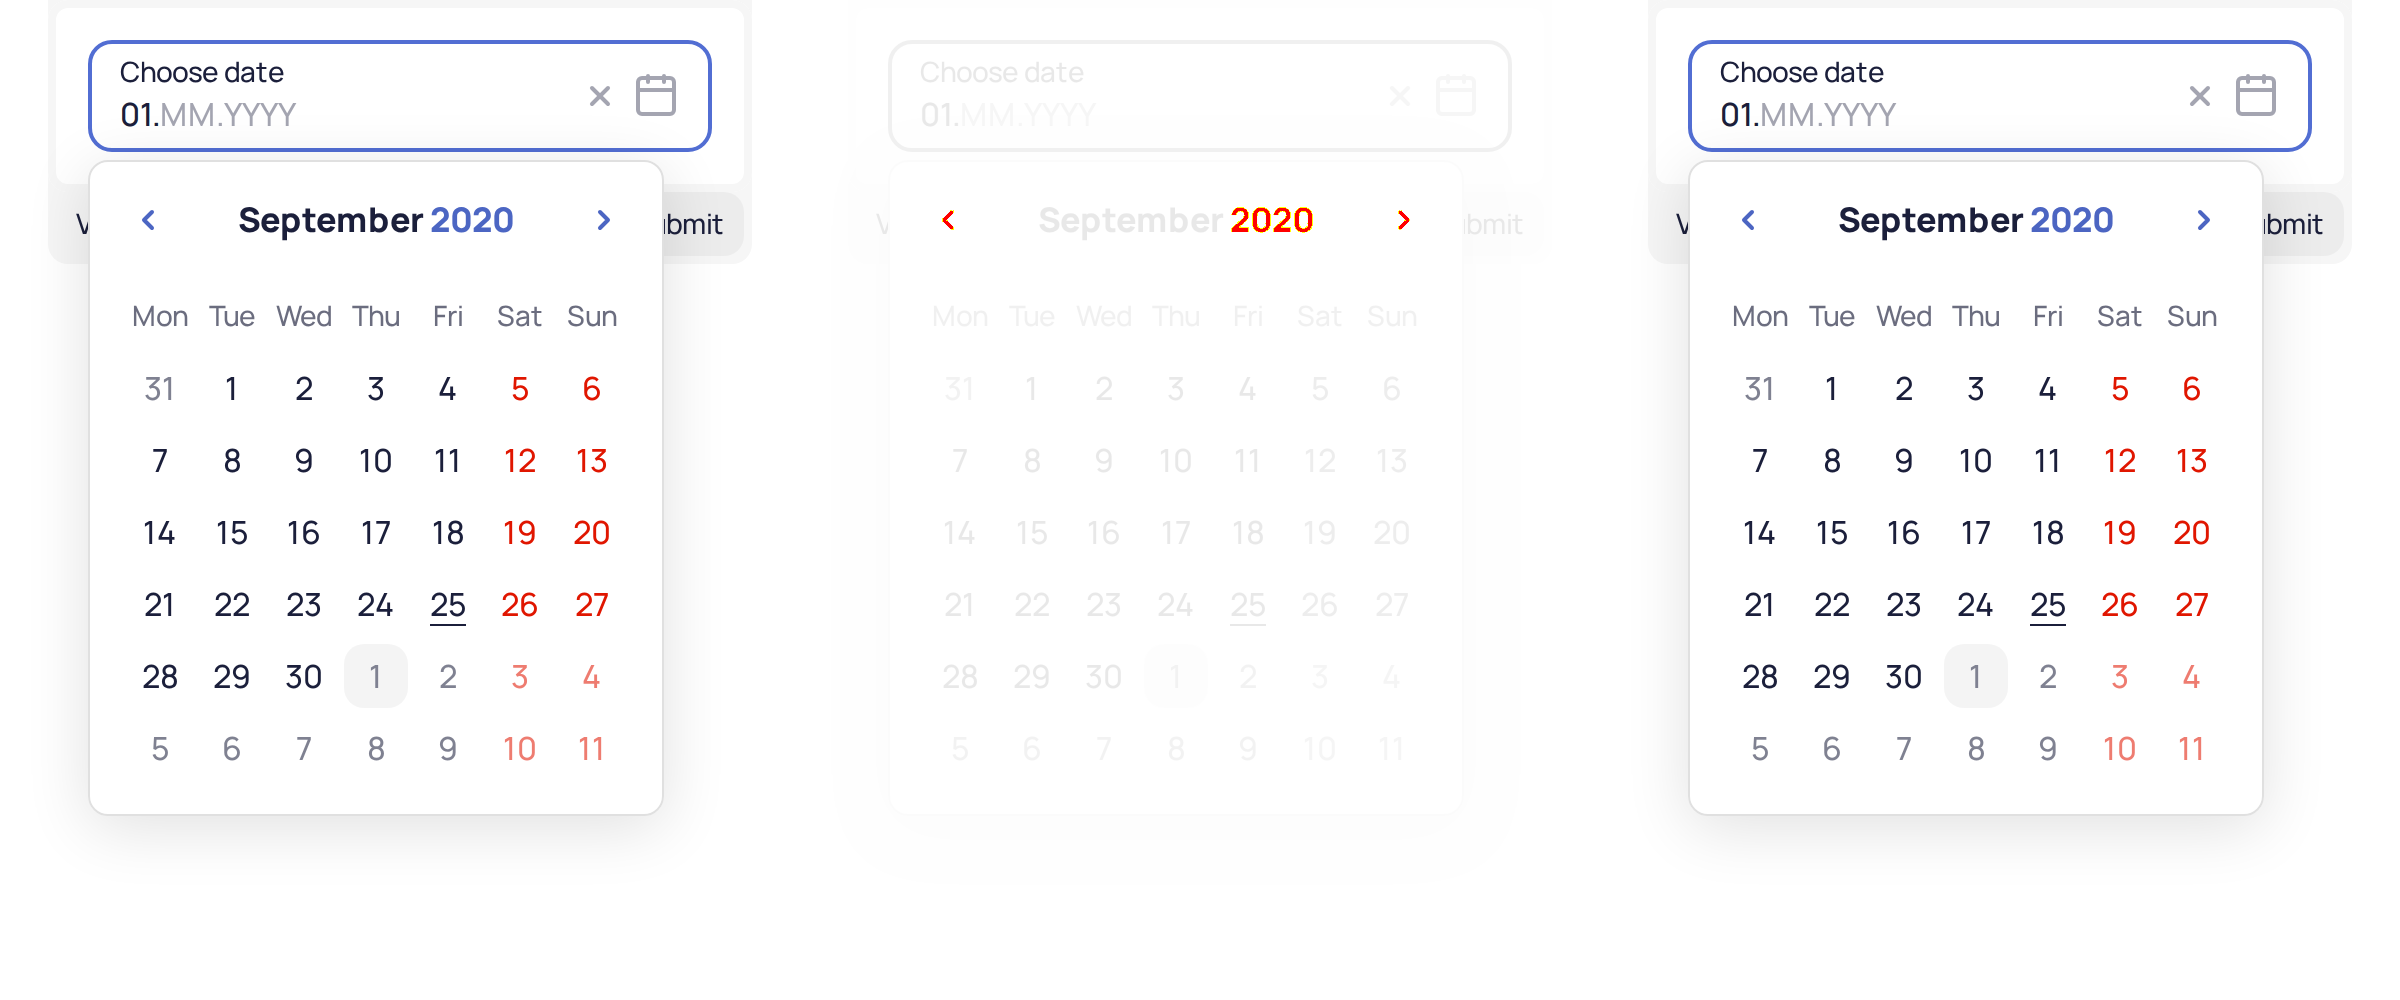 Choose date
01.MM.YYYY
September 2020
V
bmit
Mon Tue Wed Thu Fri Sat Sun
31 1 2 3 4 5 6
7 8 9 10 11 12 13
14 15 16 17 18 19 20
21 22 23 24 25 26 27
28 29 30 1 2 3 4
5 6 7 8 9 10 11
Choose date
01.MM.YYYY
September 2020
V
bmit
Mon Tue Wed Thu Fri Sat Sun
31 1 2 3 4 5 6
7 8 9 10 11 12 13
14 15 16 17 18 19 20
21 22 23 24 25 26 27
28 29 30 1 2 3 4
5 6 7 8 9 10 11
Choose date
01.MM.YYYY
September 2020
V
bmit
Mon Tue Wed Thu Fri Sat Sun
31 1 2 3 4 5 6
7 8 9 10 11 12 13
14 15 16 17 18 19 20
21 22 23 24 25 26 27
28 29 30 1 2 3 4
5 6 7 8 9 10 11